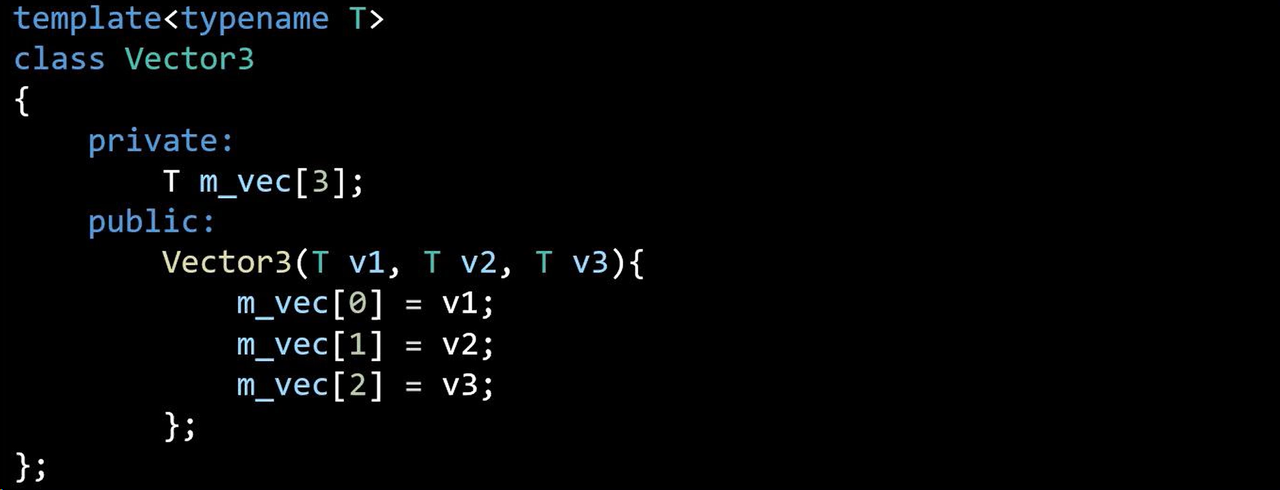 template<typename T>
class Vector3
{
    private:
        T m_vec[3];
    public:
        Vector3(T v1, T v2, T v3){
            m_vec[0] = v1;
            m_vec[1] = v2;
            m_vec[2] = v3;
        };
};